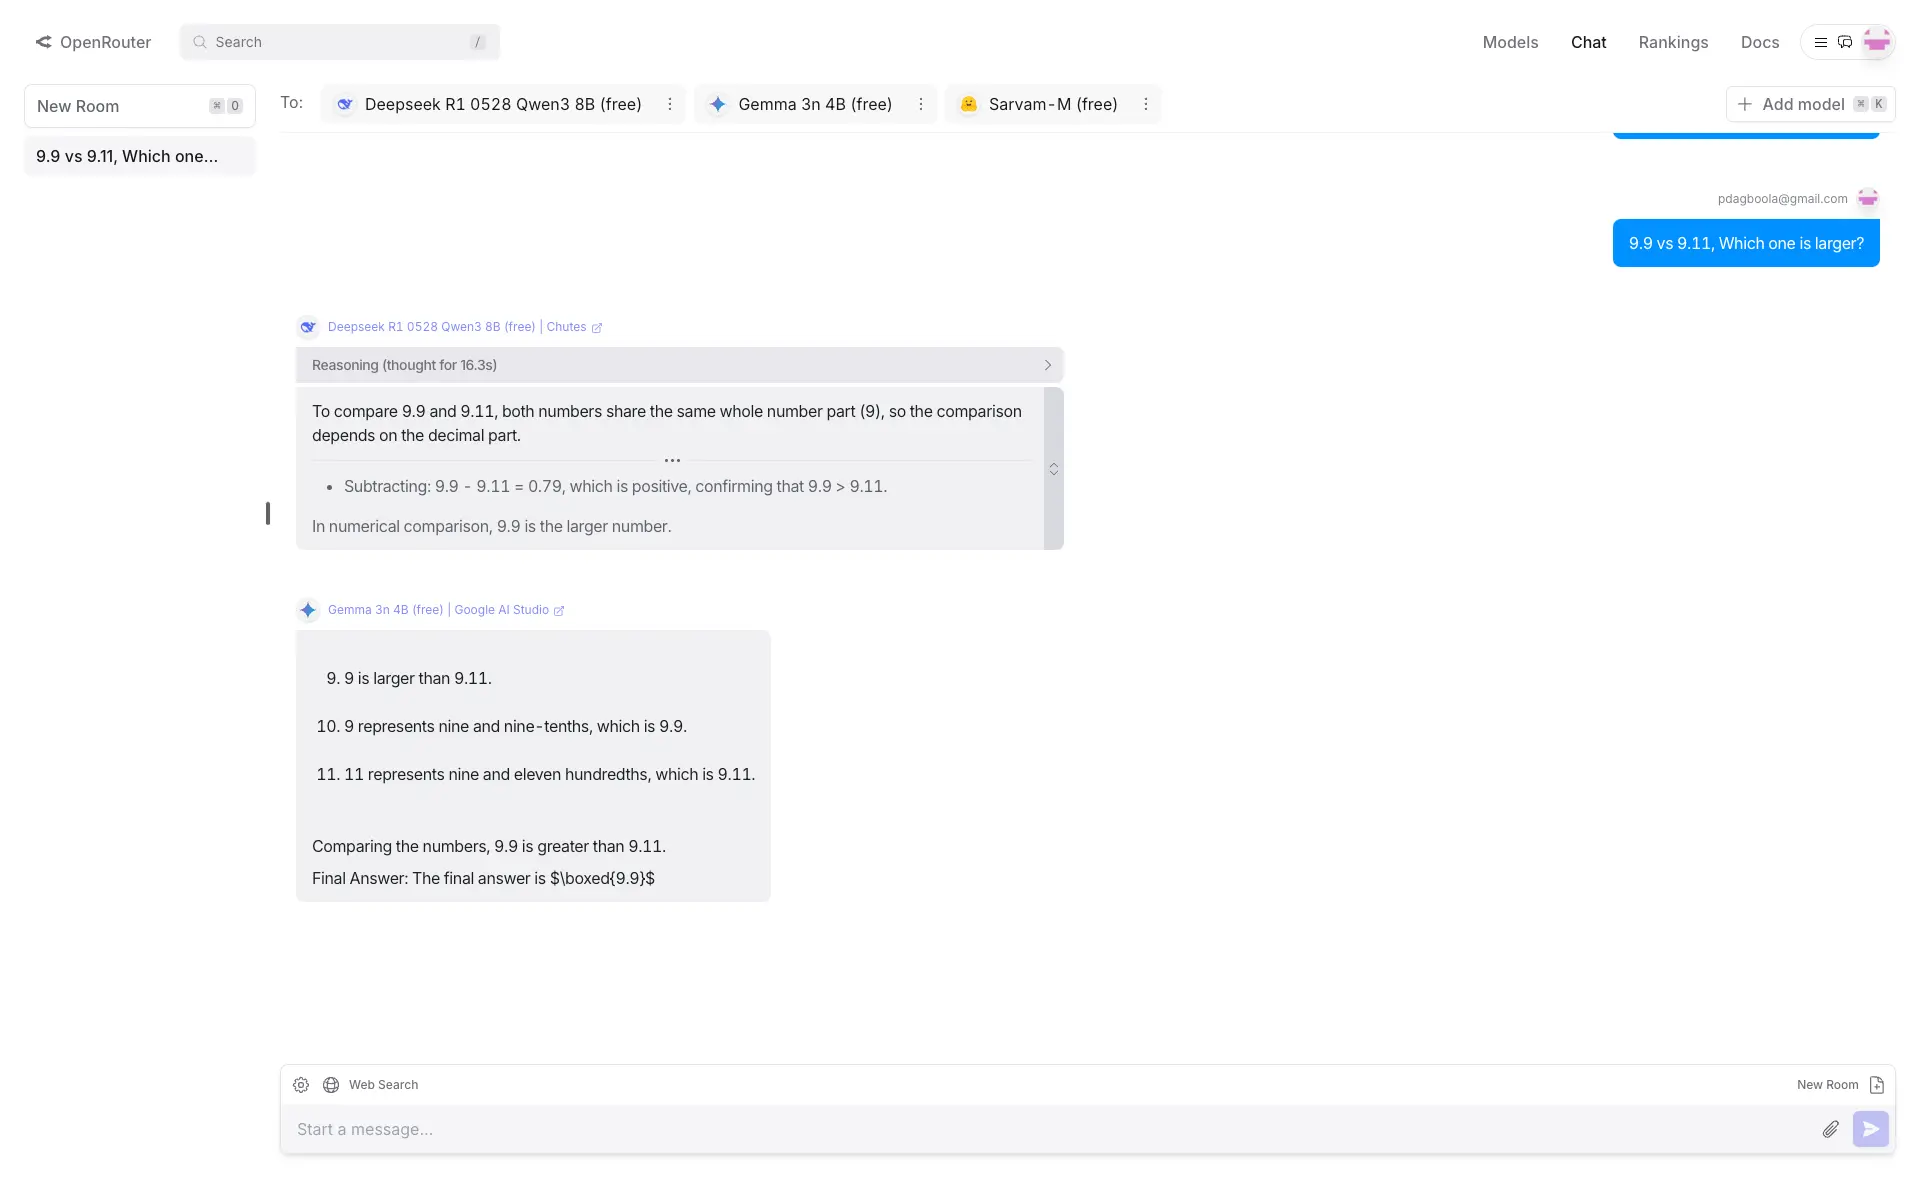 OpenRouter
Search
/
Models
Chat
Rankings
Docs
New Room ⌘ O
9.9 vs 9.11, Which one...
To:
Deepseek R1 0528 Qwen3 8B (free)
Gemma 3n 4B (free)
Sarvam-M (free)
Add model ⌘ K
pdagboola@gmail.com
9.9 vs 9.11, Which one is larger?
Deepseek R1 0528 Qwen3 8B (free) | Chutes
Reasoning (thought for 16.3s)
To compare 9.9 and 9.11, both numbers share the same whole number part (9), so the comparison
depends on the decimal part.
...
• Subtracting: 9.9 - 9.11 = 0.79, which is positive, confirming that 9.9 > 9.11.
In numerical comparison, 9.9 is the larger number.
Gemma 3n 4B (free) | Google AI Studio
9. 9 is larger than 9.11.
10. 9 represents nine and nine-tenths, which is 9.9.
11. 11 represents nine and eleven hundredths, which is 9.11.
Comparing the numbers, 9.9 is greater than 9.11.
Final Answer: The final answer is $\boxed{9.9}$
Web Search
New Room
Start a message...